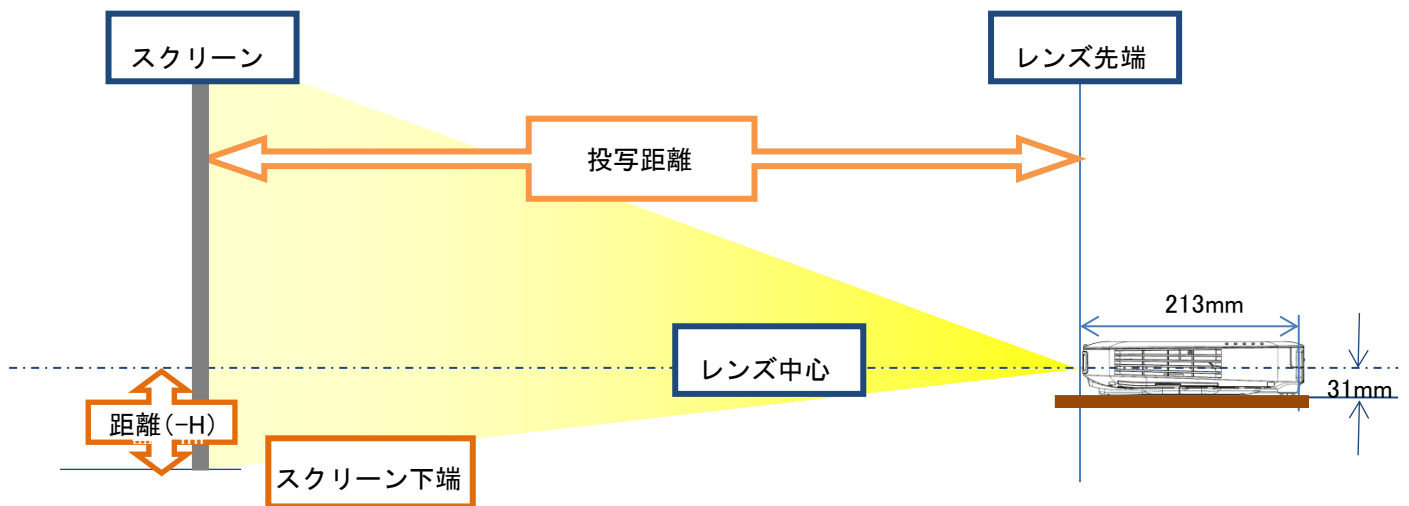 スクリーン
レンズ先端
投写距離
213mm
レンズ中心
31mm
距離(-H)
スクリーン下端